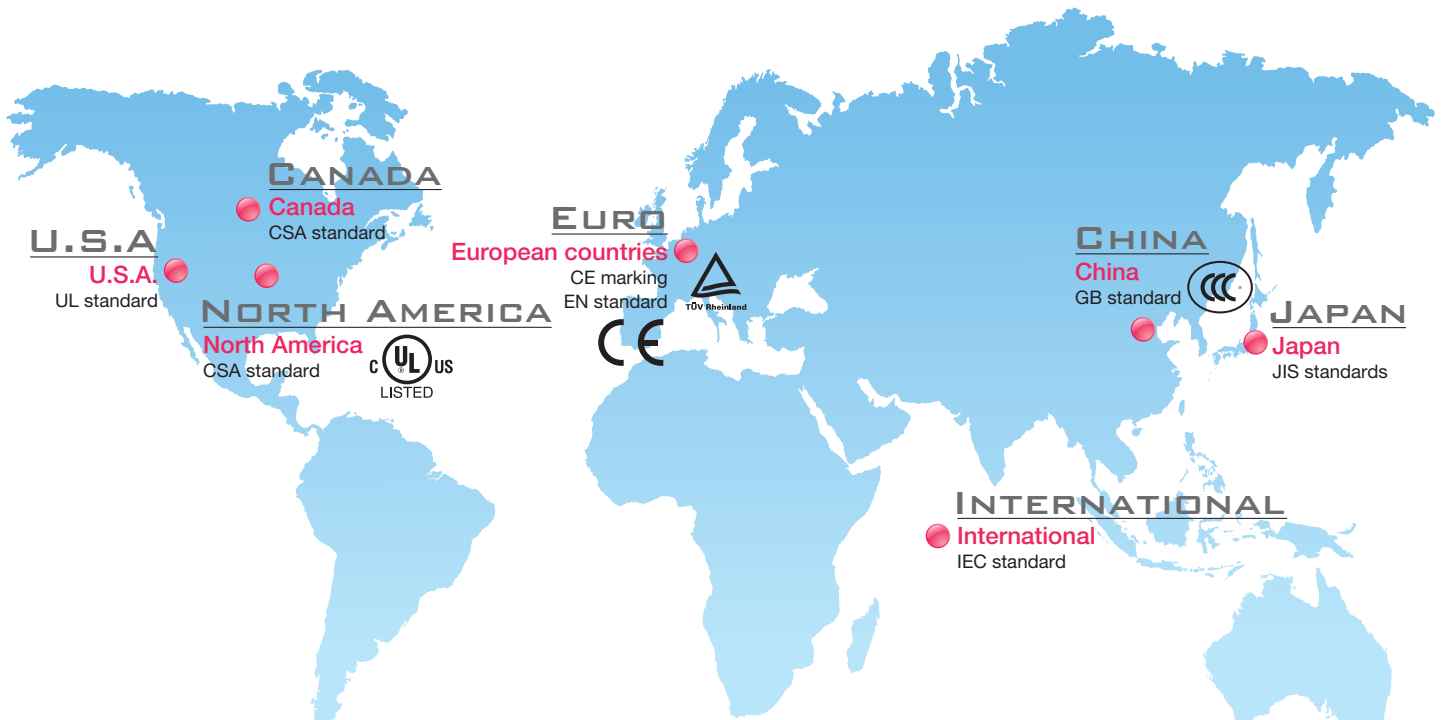 CANADA
Canada
CSA standard
U.S.A
U.S.A.
UL standard
NORTH AMERICA
North America
CSA standard
C UL US
LISTED
EURO
European countries
CE marking
EN standard
TÜV Rheinland
CE
CHINA
China
GB standard
CCC
JAPAN
Japan
JIS standards
INTERNATIONAL
International
IEC standard